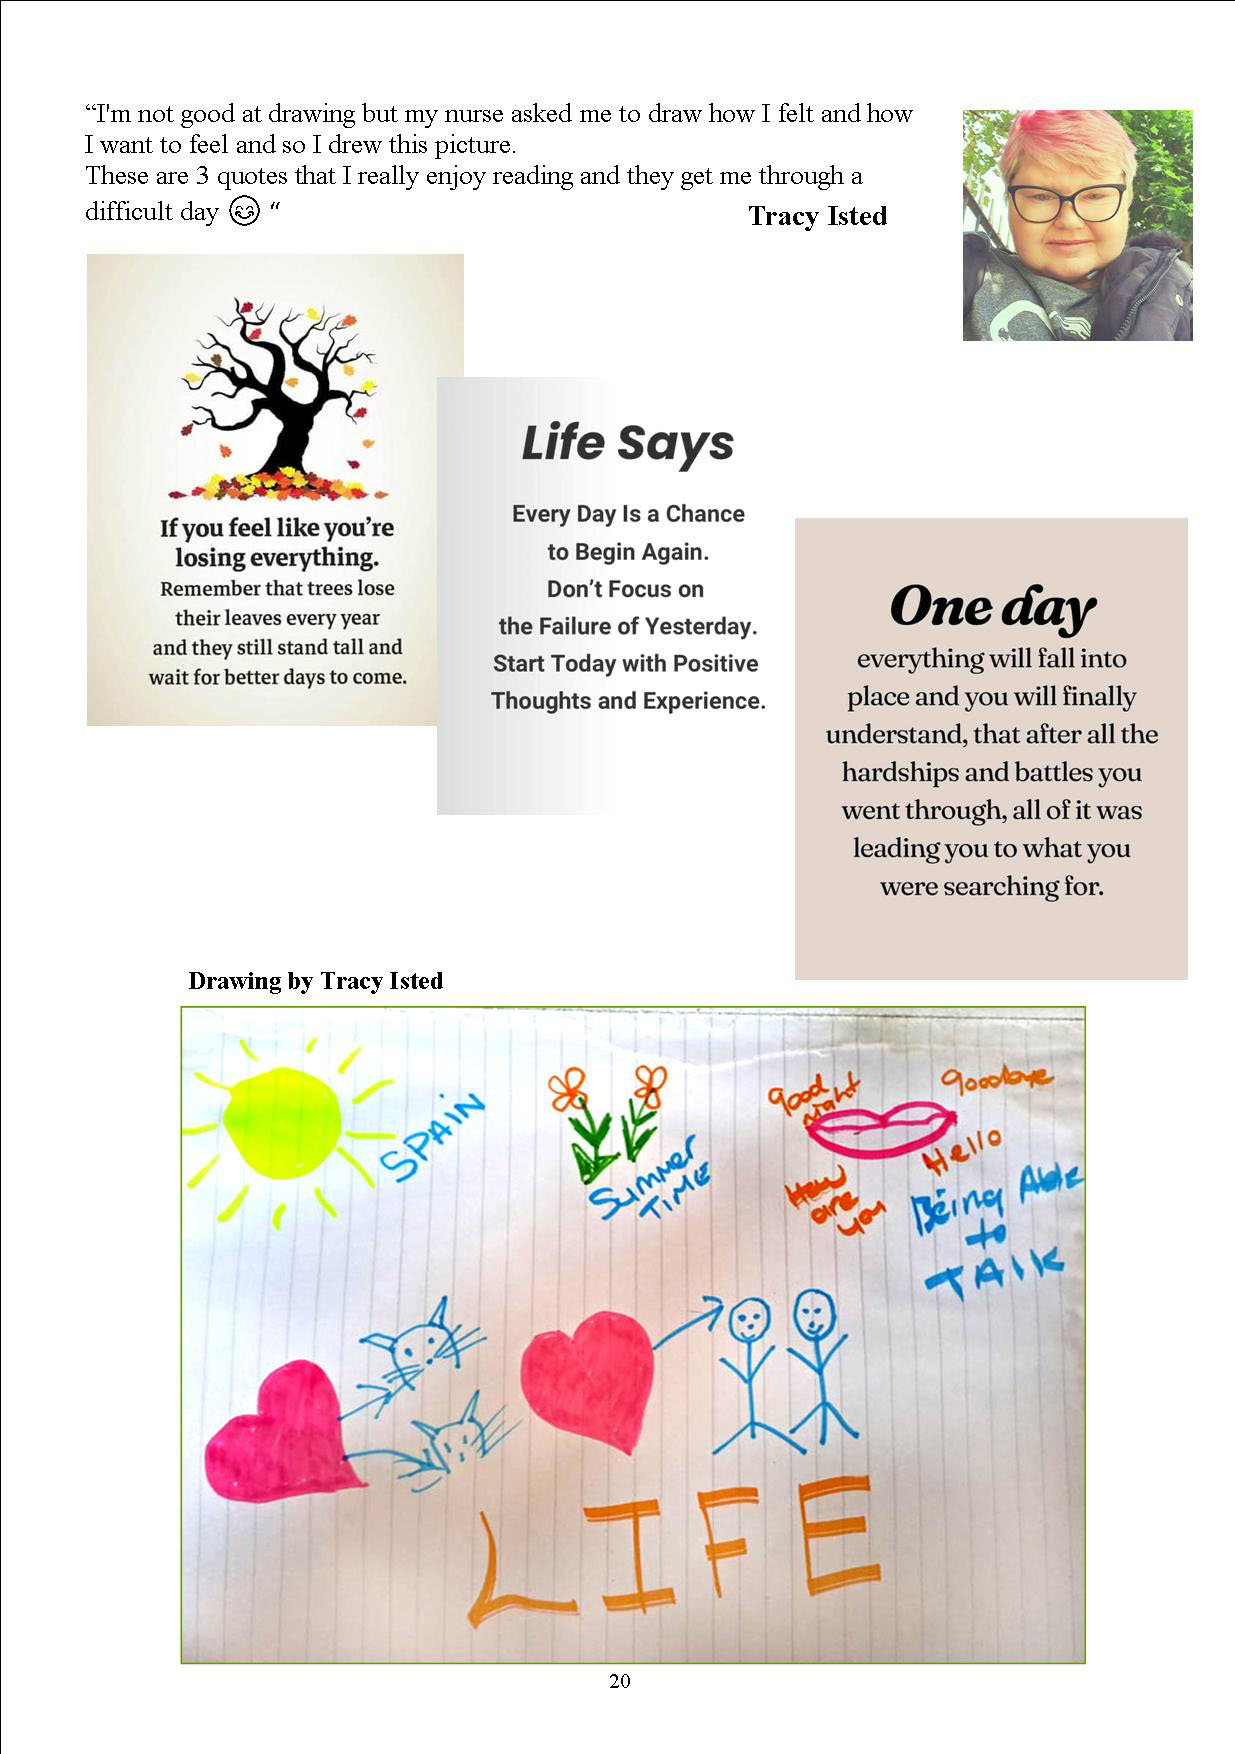 “I'm not good at drawing but my nurse asked me to draw how I felt and how
I want to feel and so I drew this picture.
These are 3 quotes that I really enjoy reading and they get me through a
difficult day 😊 “
Tracy Isted
If you feel like you’re
losing everything.
Remember that trees lose
their leaves every year
and they still stand tall and
wait for better days to come.
Life Says
Every Day Is a Chance
to Begin Again.
Don’t Focus on
the Failure of Yesterday.
Start Today with Positive
Thoughts and Experience.
One day
everything will fall into
place and you will finally
understand, that after all the
hardships and battles you
went through, all of it was
leading you to what you
were searching for.
Drawing by Tracy Isted
SPAIN
SUMMER
TIME
Good
night
Goodbye
Hello
How
are
you
Being Able
to
TAlK
LIFE
20